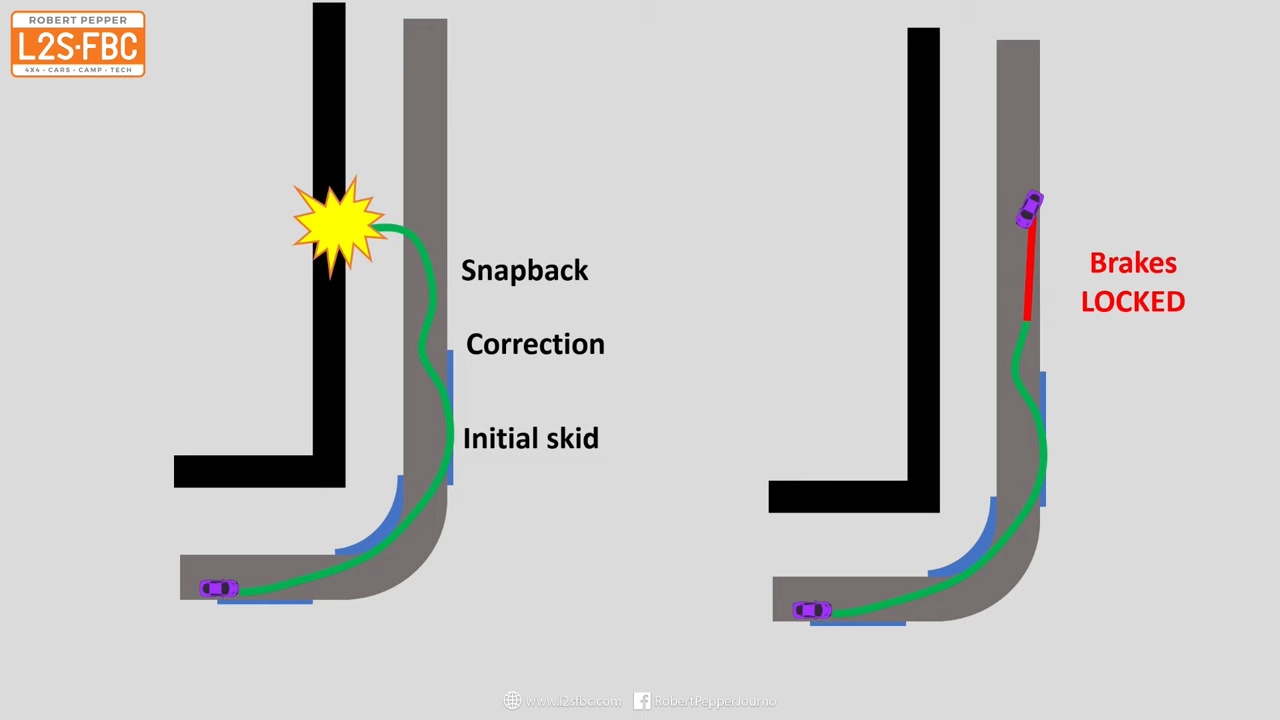 ROBERT PEPPER
L2S·FBC
4X4 • CARS • CAMP • TECH
Snapback
Correction
Initial skid
Brakes
LOCKED
www.l2sfbc.com
RobertPepperJourno